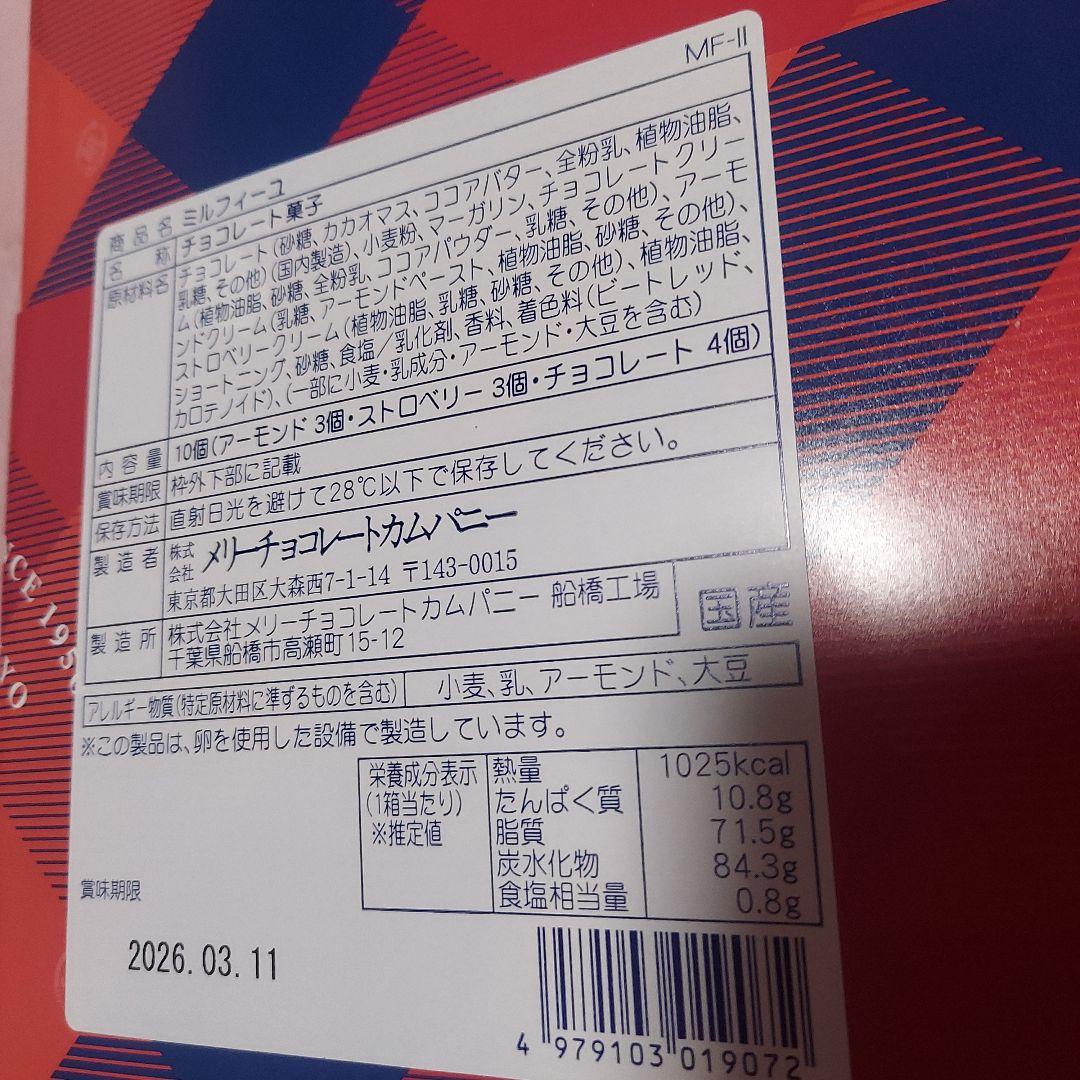 MF-II
商品名 ミルフィーユ
名称 チョコレート菓子
原材料名 チョコレート(砂糖、カカオマス、ココアバター、全粉乳、植物油脂、
乳糖、その他)(国内製造)、小麦粉、マーガリン、チョコレートクリー
ム(植物油脂、砂糖、全粉乳、ココアパウダー、乳糖、その他)、アーモ
ンドクリーム(乳糖、アーモンドペースト、植物油脂、砂糖、その他)、
ストロベリークリーム(植物油脂、乳糖、砂糖、その他)、植物油脂、
ショートニング、砂糖、食塩/乳化剤、香料、着色料(ビートレッド、
カロテノイド)、(一部に小麦・乳成分・アーモンド・大豆を含む)
内容量 10個(アーモンド 3個・ストロベリー 3個・チョコレート 4個)
賞味期限 枠外下部に記載
保存方法 直射日光を避けて28℃以下で保存してください。
製造者 株式会社 メリーチョコレートカムパニー
東京都大田区大森西7-1-14 〒143-0015
製造所 株式会社メリーチョコレートカムパニー 船橋工場
千葉県船橋市高瀬町15-12
国産
アレルギー物質(特定原材料に準ずるものを含む) 小麦、乳、アーモンド、大豆
※この製品は、卵を使用した設備で製造しています。
栄養成分表示 熱量 1025kcal
(1箱当たり) たんぱく質 10.8g
※推定値 脂質 71.5g
炭水化物 84.3g
食塩相当量 0.8g
賞味期限
2026.03.11
4 979103 019072